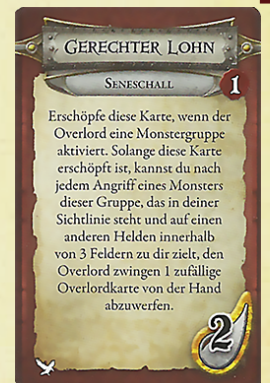 Gerechter Lohn
Seneschall
1
Erschöpfe diese Karte, wenn der
Overlord eine Monstergruppe
aktiviert. Solange diese Karte
erschöpft ist, kannst du nach
jedem Angriff eines Monsters
dieser Gruppe, das in deiner
Sichtlinie steht und auf einen
anderen Helden innerhalb
von 3 Feldern zu dir zielt, den
Overlord zwingen 1 zufällige
Overlordkarte von der Hand
abzuwerfen.
2